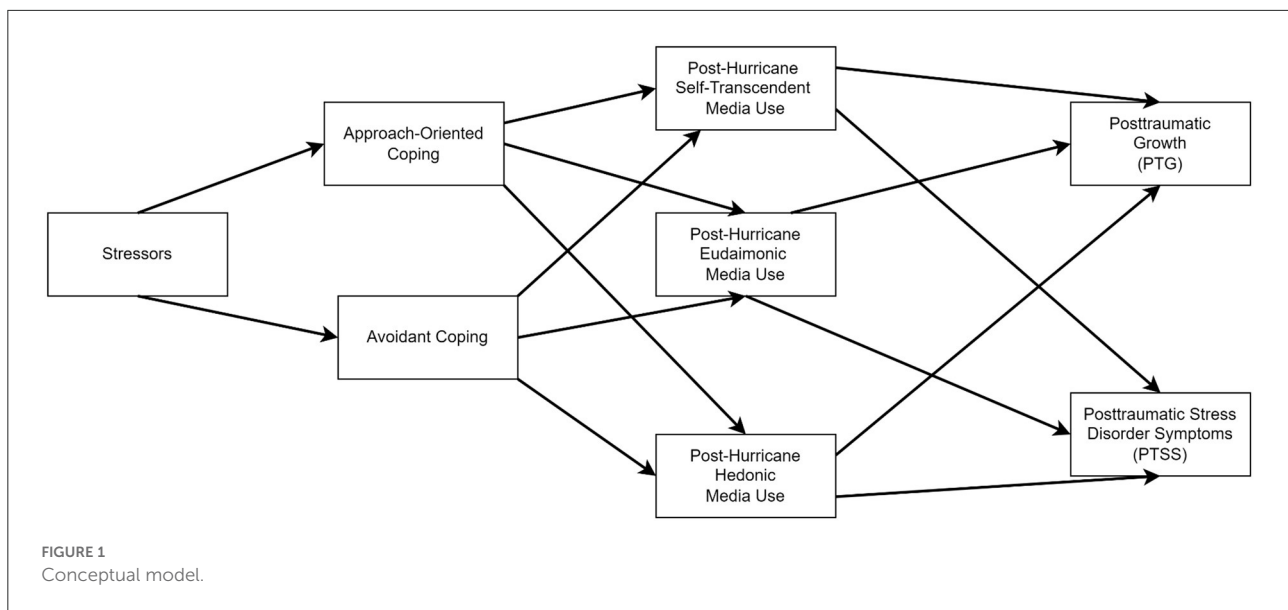 Post-Hurricane
Self-Transcendent
Media Use
Approach-Oriented
Coping
Posttraumatic
Growth
(PTG)
Stressors
Post-Hurricane
Eudaimonic
Media Use
Avoidant Coping
Posttraumatic Stress
Disorder Symptoms
(PTSS)
Post-Hurricane
Hedonic
Media Use
FIGURE 1
Conceptual model.